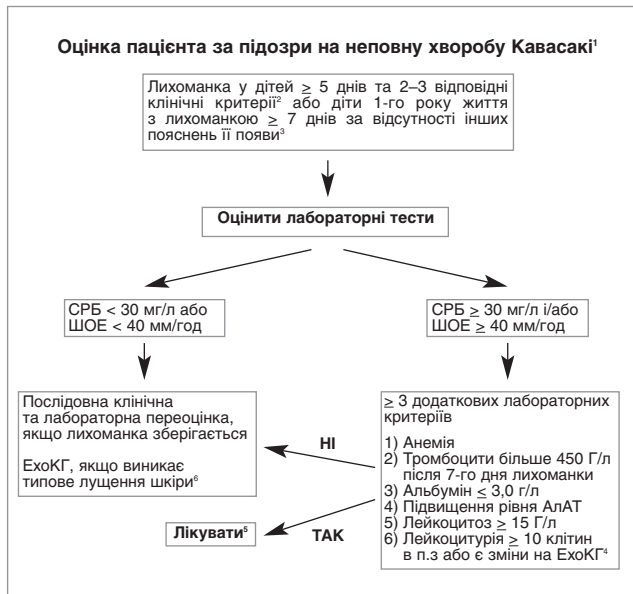 Оцінка пацієнта за підозри на неповну хворобу Кавасакі¹
Лихоманка у дітей ≥ 5 днів та 2–3 відповідні
клінічні критерії² або діти 1-го року життя
з лихоманкою ≥ 7 днів за відсутності інших
пояснень її появи³
Оцінити лабораторні тести
СРБ < 30 мг/л або
ШОЕ < 40 мм/год
СРБ ≥ 30 мг/л і/або
ШОЕ ≥ 40 мм/год
Послідовна клінічна
та лабораторна переоцінка,
якщо лихоманка зберігається
ЕхоКГ, якщо виникає
типове лущення шкіри⁶
НІ
≥ 3 додаткових лабораторних
критеріїв
1) Анемія
2) Тромбоцити більше 450 Г/л
після 7-го дня лихоманки
3) Альбумін ≤ 3,0 г/л
4) Підвищення рівня АлАТ
5) Лейкоцитоз ≥ 15 Г/л
6) Лейкоцитурія ≥ 10 клітин
в п.з або є зміни на ЕхоКГ⁴
Лікувати⁵
ТАК